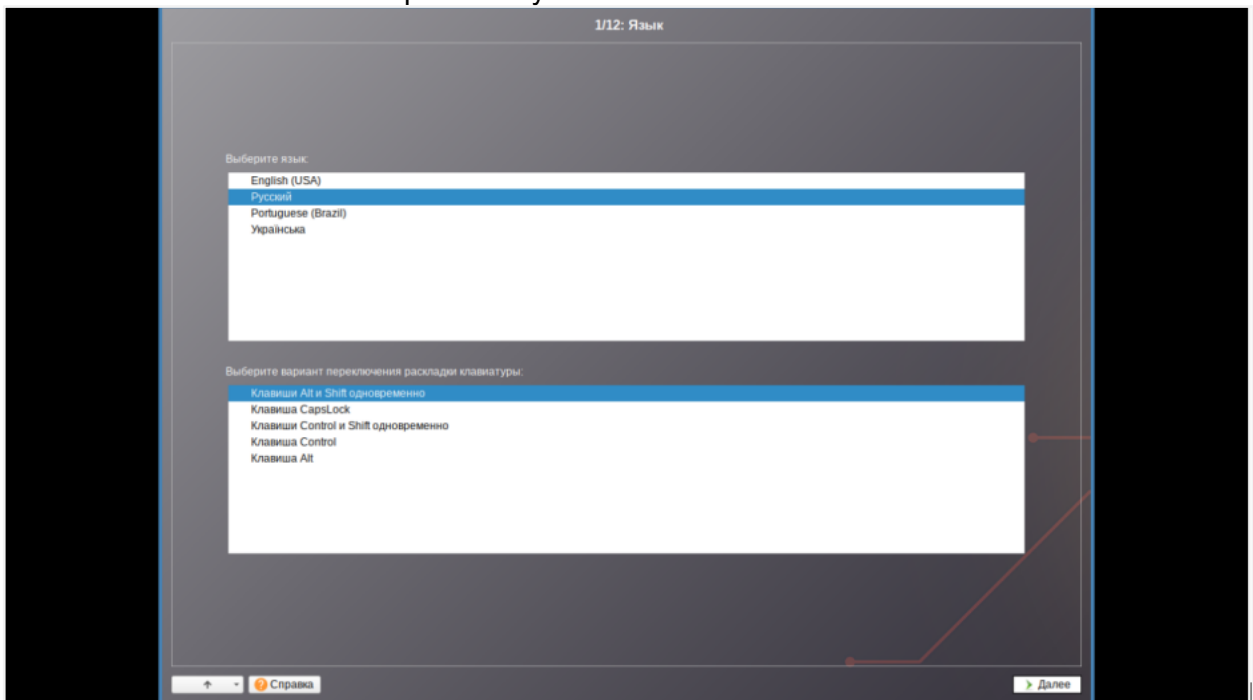 1/12: Язык
Выберите язык:
English (USA)
Русский
Portuguese (Brazil)
Українська
Выберите вариант переключения раскладки клавиатуры:
Клавиши Alt и Shift одновременно
Клавиша CapsLock
Клавиши Control и Shift одновременно
Клавиша Control
Клавиша Alt
Справка
Далее